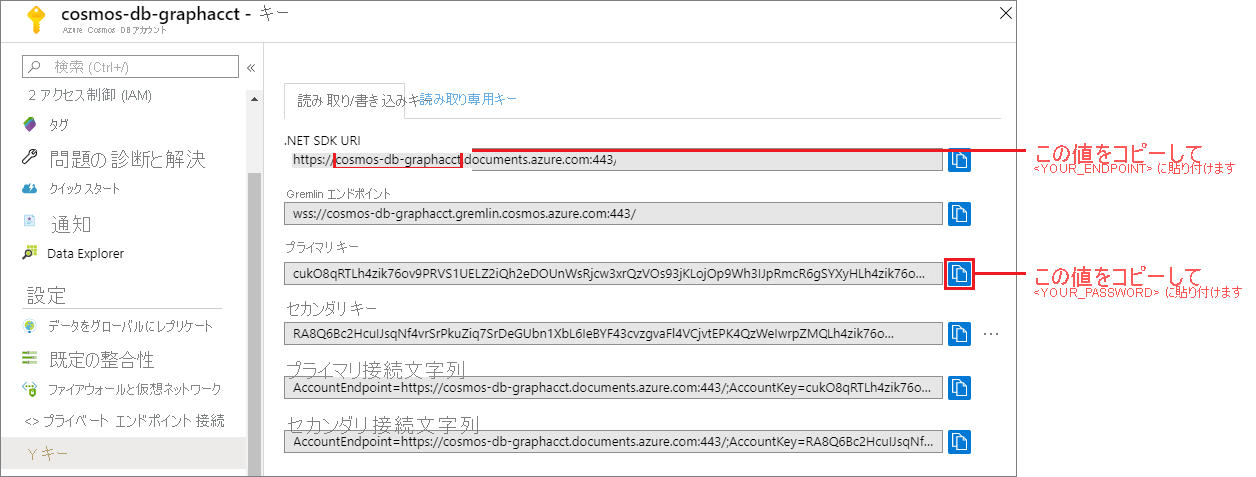 cosmos-db-graphacct - キー
Azure Cosmos DB アカウント
検索 (Ctrl+/)
2 アクセス制御 (IAM)
タグ
問題の診断と解決
クイック スタート
通知
Data Explorer
設定
データをグローバルにレプリケート
既定の整合性
ファイアウォールと仮想ネットワーク
<> プライベート エンドポイント 接続
Y キー
読み取り/書き込みキ
読み取り専用キー
.NET SDK URI
https://cosmos-db-graphacct.documents.azure.com:443/
この値をコピーして
<YOUR_ENDPOINT> に貼り付けます
Gremlin エンドポイント
wss://cosmos-db-graphacct.gremlin.cosmos.azure.com:443/
プライマリ キー
cukO8qRTLh4zik76ov9PRVS1UELZ2iQh2eDOUnWsRjcw3xrQzVOs93jKLojOp9Wh3IJpRmcR6gSYXyHLh4zik76o...
この値をコピーして
<YOUR_PASSWORD> に貼り付けます
セカンダリ キー
RA8Q6Bc2HcuIJsqNf4vrSrPkuZiq7SrDeGUbn1XbL6IeBYF43cvzgvaFl4VCjvtEPK4QzWeIwrpZMQLh4zik76o...
プライマリ接続文字列
AccountEndpoint=https://cosmos-db-graphacct.documents.azure.com:443/;AccountKey=cukO8qRTLh4zik76o...
セカンダリ接続文字列
AccountEndpoint=https://cosmos-db-graphacct.documents.azure.com:443/;AccountKey=RA8Q6Bc2HcuIJsqNf...